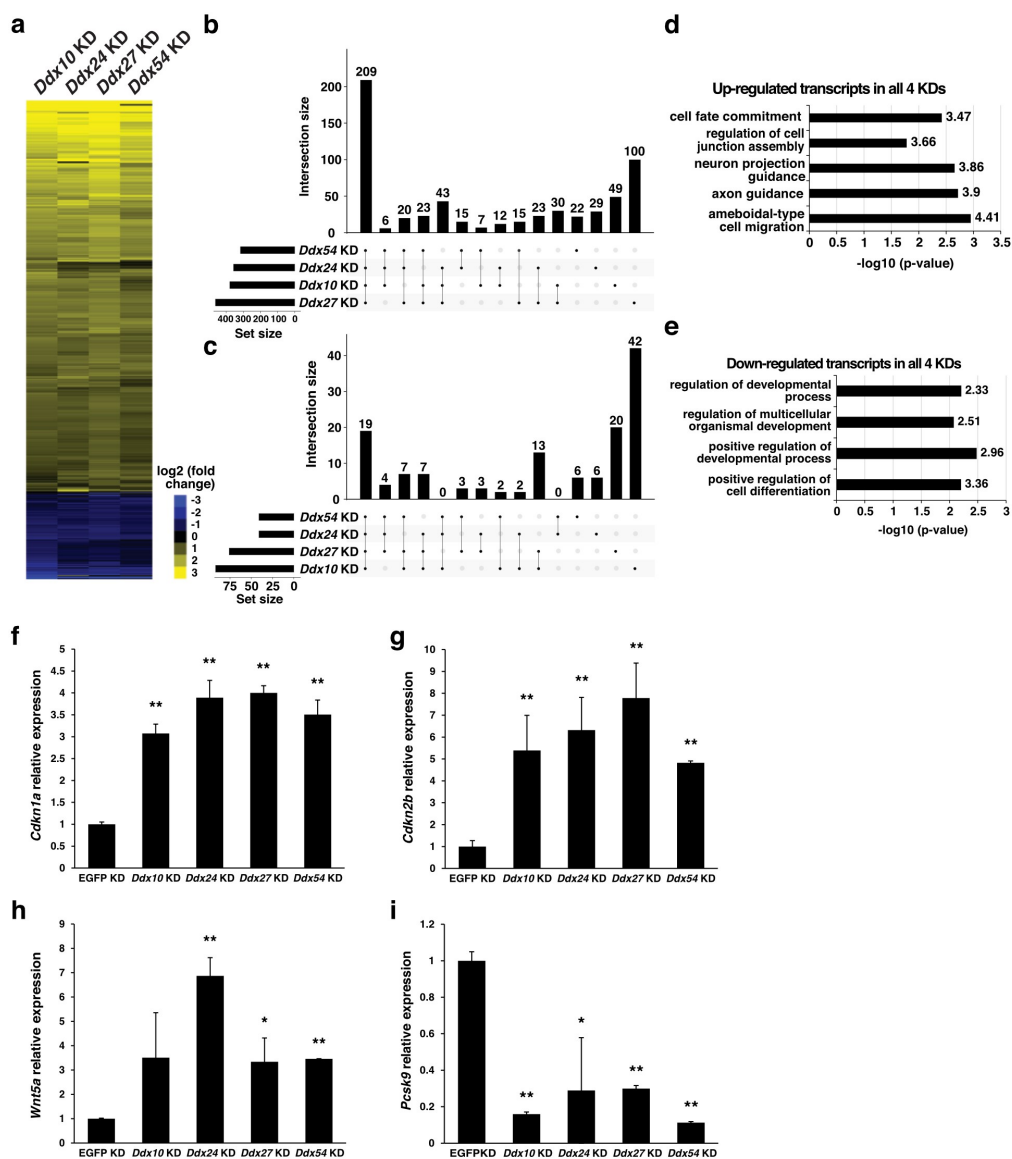 a
Ddx10 KD
Ddx24 KD
Ddx27 KD
Ddx54 KD
log2 (fold
change)
-3
-2
-1
0
1
2
3
b
Intersection size
200
150
100
50
0
209
6
20
23
43
15
7
12
15
23
30
22
29
49
100
Ddx54 KD
Ddx24 KD
Ddx10 KD
Ddx27 KD
400 300 200 100 0
Set size
c
Intersection size
40
30
20
10
0
19
4
7
7
0
3
3
2
2
13
0
6
6
20
42
Ddx54 KD
Ddx24 KD
Ddx27 KD
Ddx10 KD
75 50 25 0
Set size
d
Up-regulated transcripts in all 4 KDs
cell fate commitment
3.47
regulation of cell
junction assembly
3.66
neuron projection
guidance
3.86
axon guidance
3.9
ameboidal-type
cell migration
4.41
0 0.5 1 1.5 2 2.5 3 3.5
-log10 (p-value)
e
Down-regulated transcripts in all 4 KDs
regulation of developmental
process
2.33
regulation of multicellular
organismal development
2.51
positive regulation of
developmental process
2.96
positive regulation of
cell differentiation
3.36
0 0.5 1 1.5 2 2.5 3
-log10 (p-value)
f
Cdkn1a relative expression
5
4.5
4
3.5
3
2.5
2
1.5
1
0.5
0
**
**
**
**
EGFP KD Ddx10 KD Ddx24 KD Ddx27 KD Ddx54 KD
g
Cdkn2b relative expression
10
9
8
7
6
5
4
3
2
1
0
**
**
**
**
EGFP KD Ddx10 KD Ddx24 KD Ddx27 KD Ddx54 KD
h
Wnt5a relative expression
9
8
7
6
5
4
3
2
1
0
**
*
**
EGFP KD Ddx10 KD Ddx24 KD Ddx27 KD Ddx54 KD
i
Pcsk9 relative expression
1.2
1
0.8
0.6
0.4
0.2
0
**
*
**
**
EGFPKD Ddx10 KD Ddx24 KD Ddx27 KD Ddx54 KD